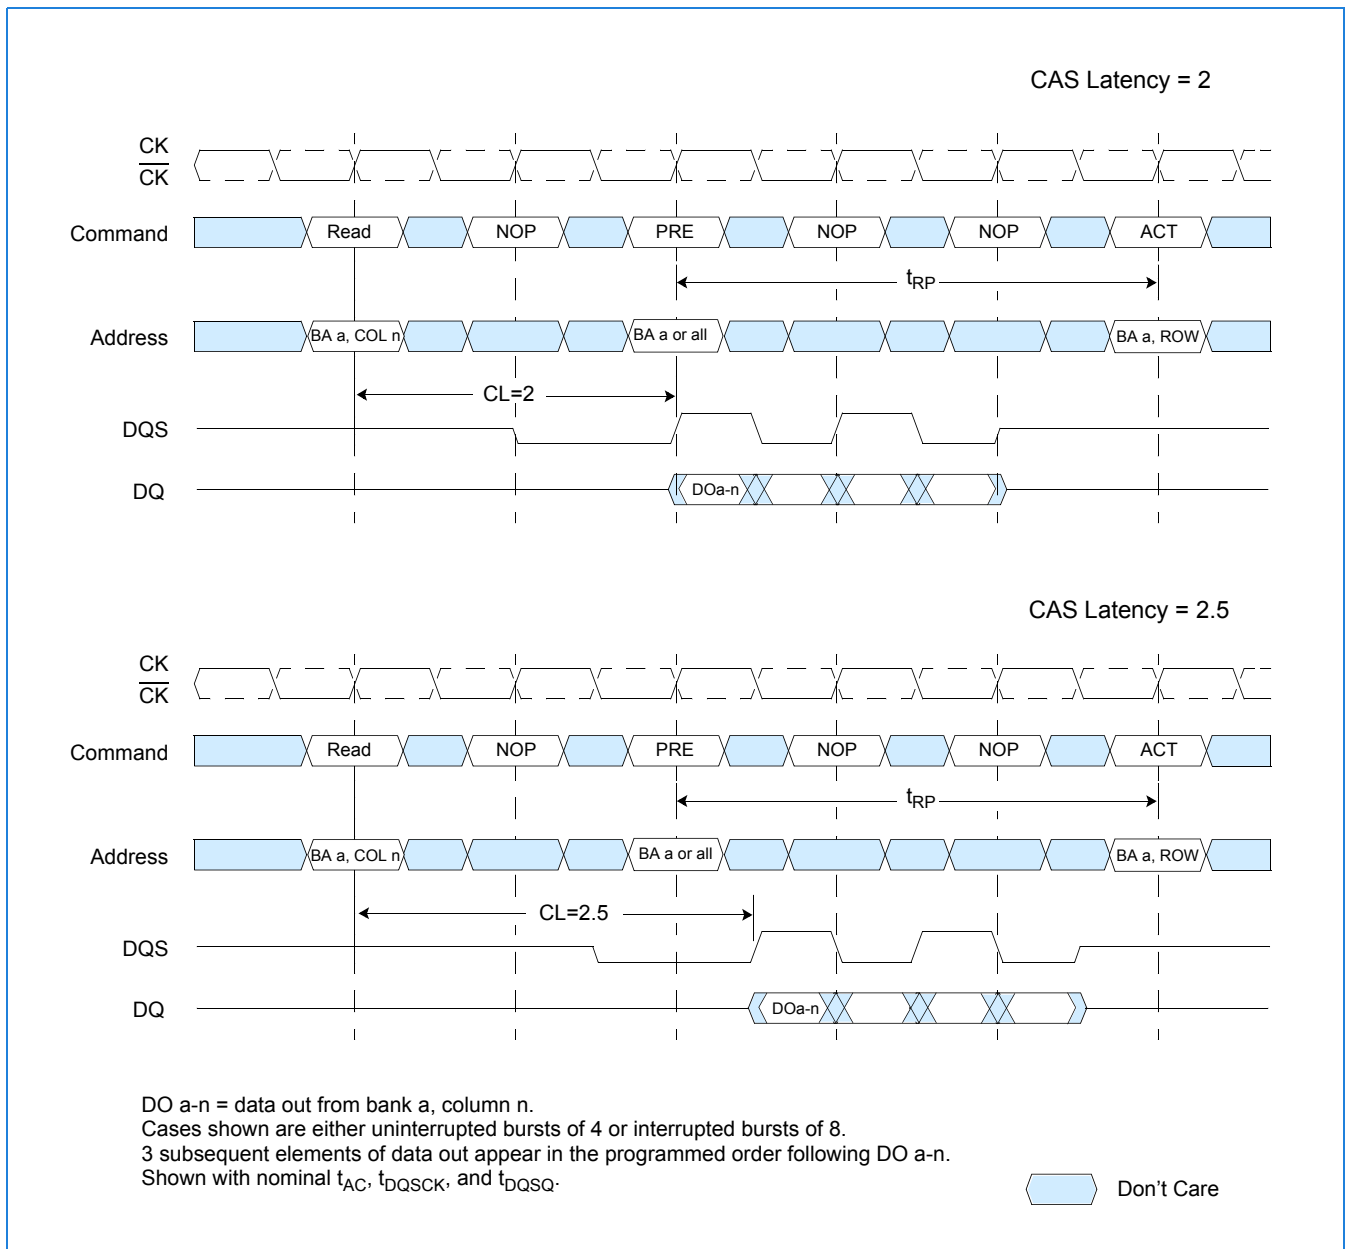 CAS Latency = 2
CK
CK
Command
Read NOP PRE NOP NOP ACT
tRP
Address
BA a, COL n BA a or all BA a, ROW
CL=2
DQS
DQ
DOa-n
CAS Latency = 2.5
CK
CK
Command
Read NOP PRE NOP NOP ACT
tRP
Address
BA a, COL n BA a or all BA a, ROW
CL=2.5
DQS
DQ
DOa-n
DO a-n = data out from bank a, column n.
Cases shown are either uninterrupted bursts of 4 or interrupted bursts of 8.
3 subsequent elements of data out appear in the programmed order following DO a-n.
Shown with nominal tAC, tDQSCK, and tDQSQ.
Don't Care